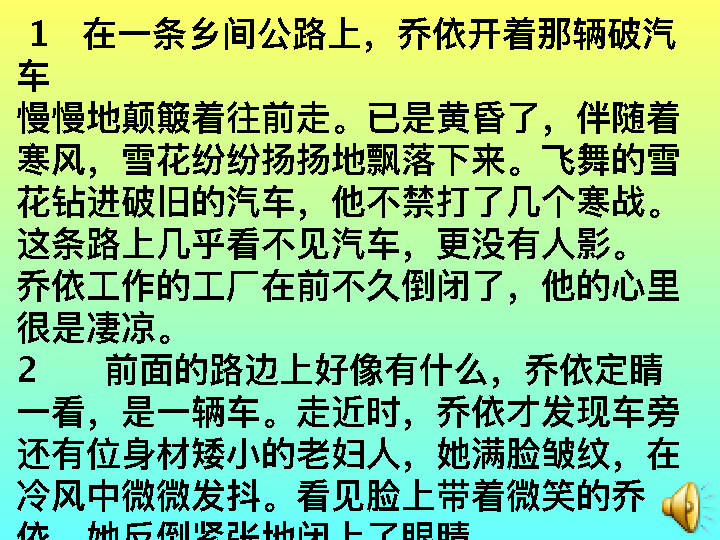 1 在一条乡间公路上，乔依开着那辆破汽
车
慢慢地颠簸着往前走。已是黄昏了，伴随着
寒风，雪花纷纷扬扬地飘落下来。飞舞的雪
花钻进破旧的汽车，他不禁打了几个寒战。
这条路上几乎看不见汽车，更没有人影。
乔依工作的工厂在前不久倒闭了，他的心里
很是凄凉。
2 前面的路边上好像有什么，乔依定睛
一看，是一辆车。走近时，乔依才发现车旁
还有位身材矮小的老妇人，她满脸皱纹，在
冷风中微微发抖。看见脸上带着微笑的乔
依，她反倒紧张地闭上了眼睛